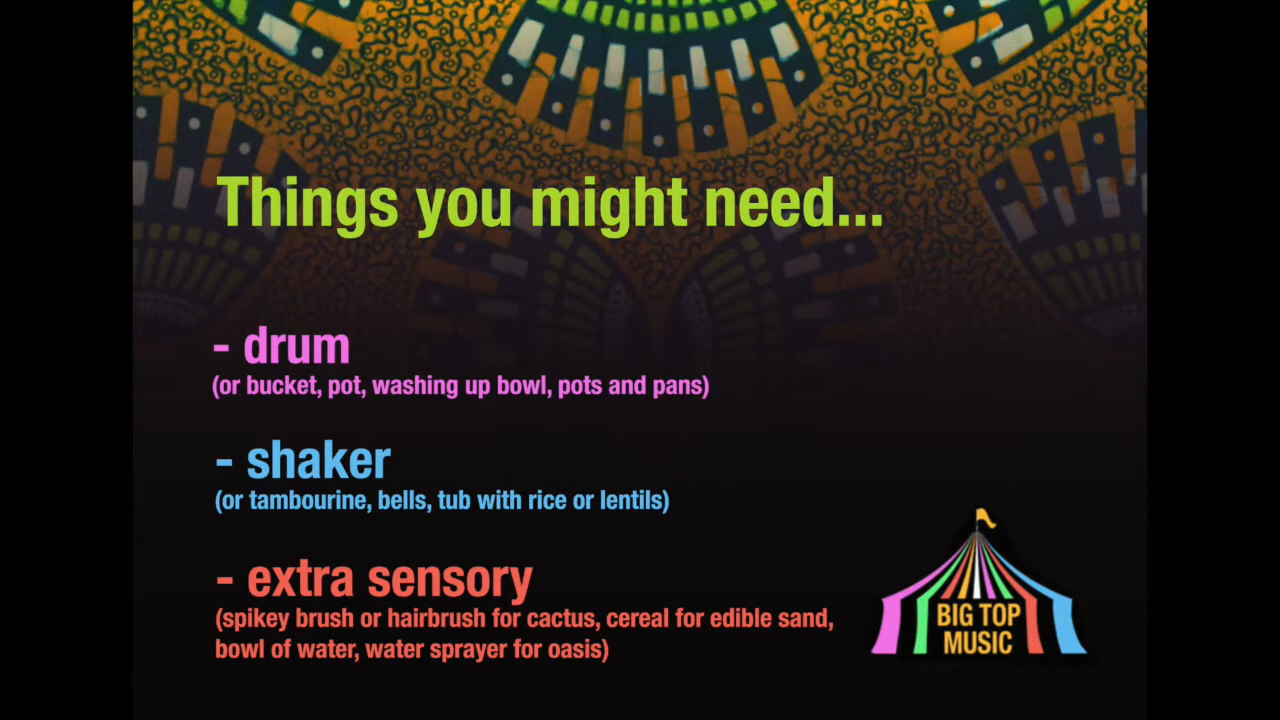 Things you might need...
- drum
(or bucket, pot, washing up bowl, pots and pans)
- shaker
(or tambourine, bells, tub with rice or lentils)
- extra sensory
(spikey brush or hairbrush for cactus, cereal for edible sand,
bowl of water, water sprayer for oasis)
BIG TOP
MUSIC